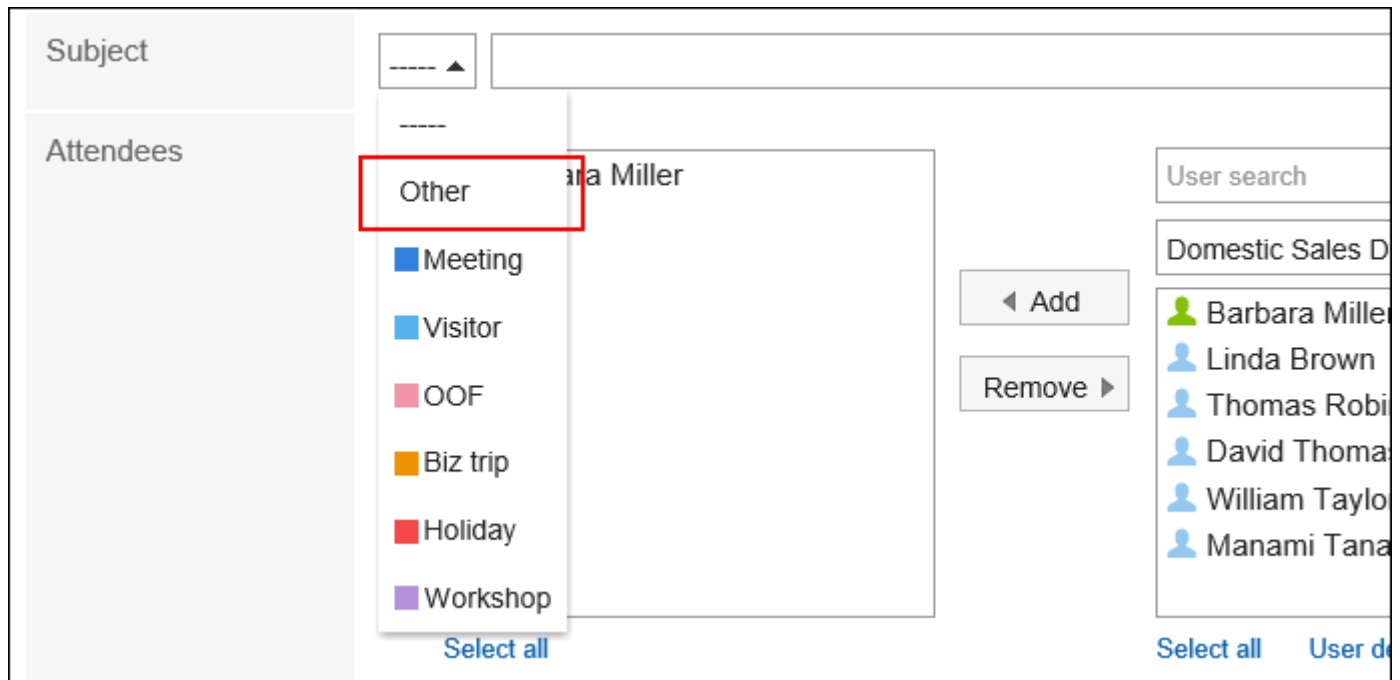 Subject
-----
-----
Attendees
Other
ara Miller
Meeting
Visitor
OOF
Biz trip
Holiday
Workshop
Select all
Add
Remove
User search
Domestic Sales D
Barbara Miller
Linda Brown
Thomas Robi
David Thomas
William Taylo
Manami Tana
Select all
User de